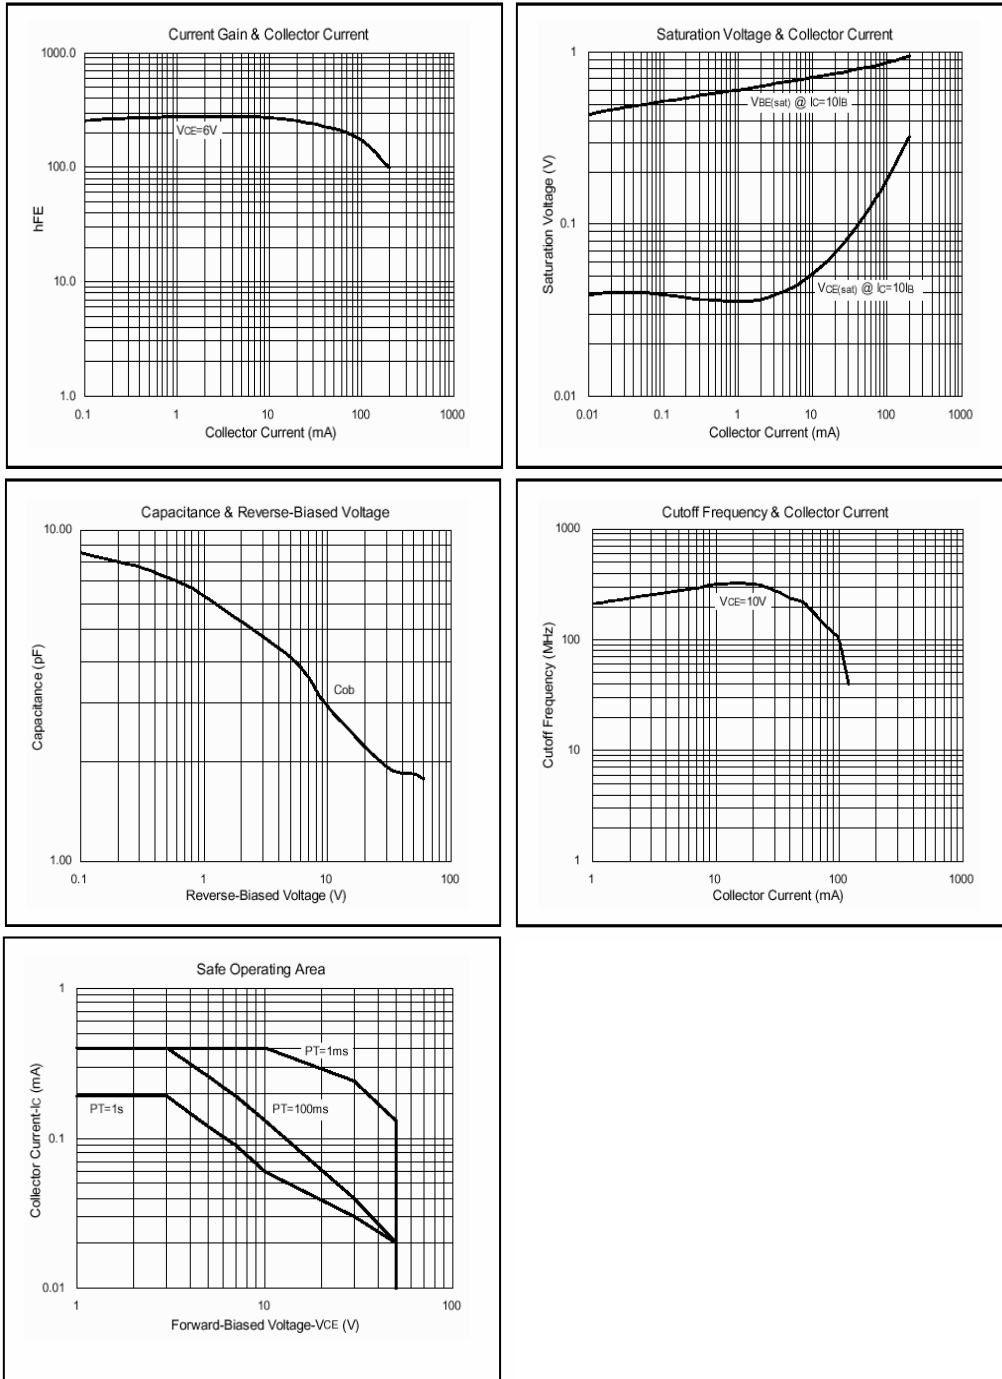 Current Gain & Collector Current
1000.0
100.0
10.0
1.0
hFE
VCE=6V
0.1 1 10 100 1000
Collector Current (mA)
Saturation Voltage & Collector Current
1
0.1
0.01
Saturation Voltage (V)
VBE(sat) @ IC=10IB
VCE(sat) @ IC=10IB
0.01 0.1 1 10 100 1000
Collector Current (mA)
Capacitance & Reverse-Biased Voltage
10.00
1.00
Capacitance (pF)
Cob
0.1 1 10 100
Reverse-Biased Voltage (V)
Cutoff Frequency & Collector Current
1000
100
10
1
Cutoff Frequency (MHz)
VCE=10V
1 10 100 1000
Collector Current (mA)
Safe Operating Area
1
0.1
0.01
Collector Current-IC (mA)
PT=1ms
PT=100ms
PT=1s
1 10 100
Forward-Biased Voltage-VCE (V)